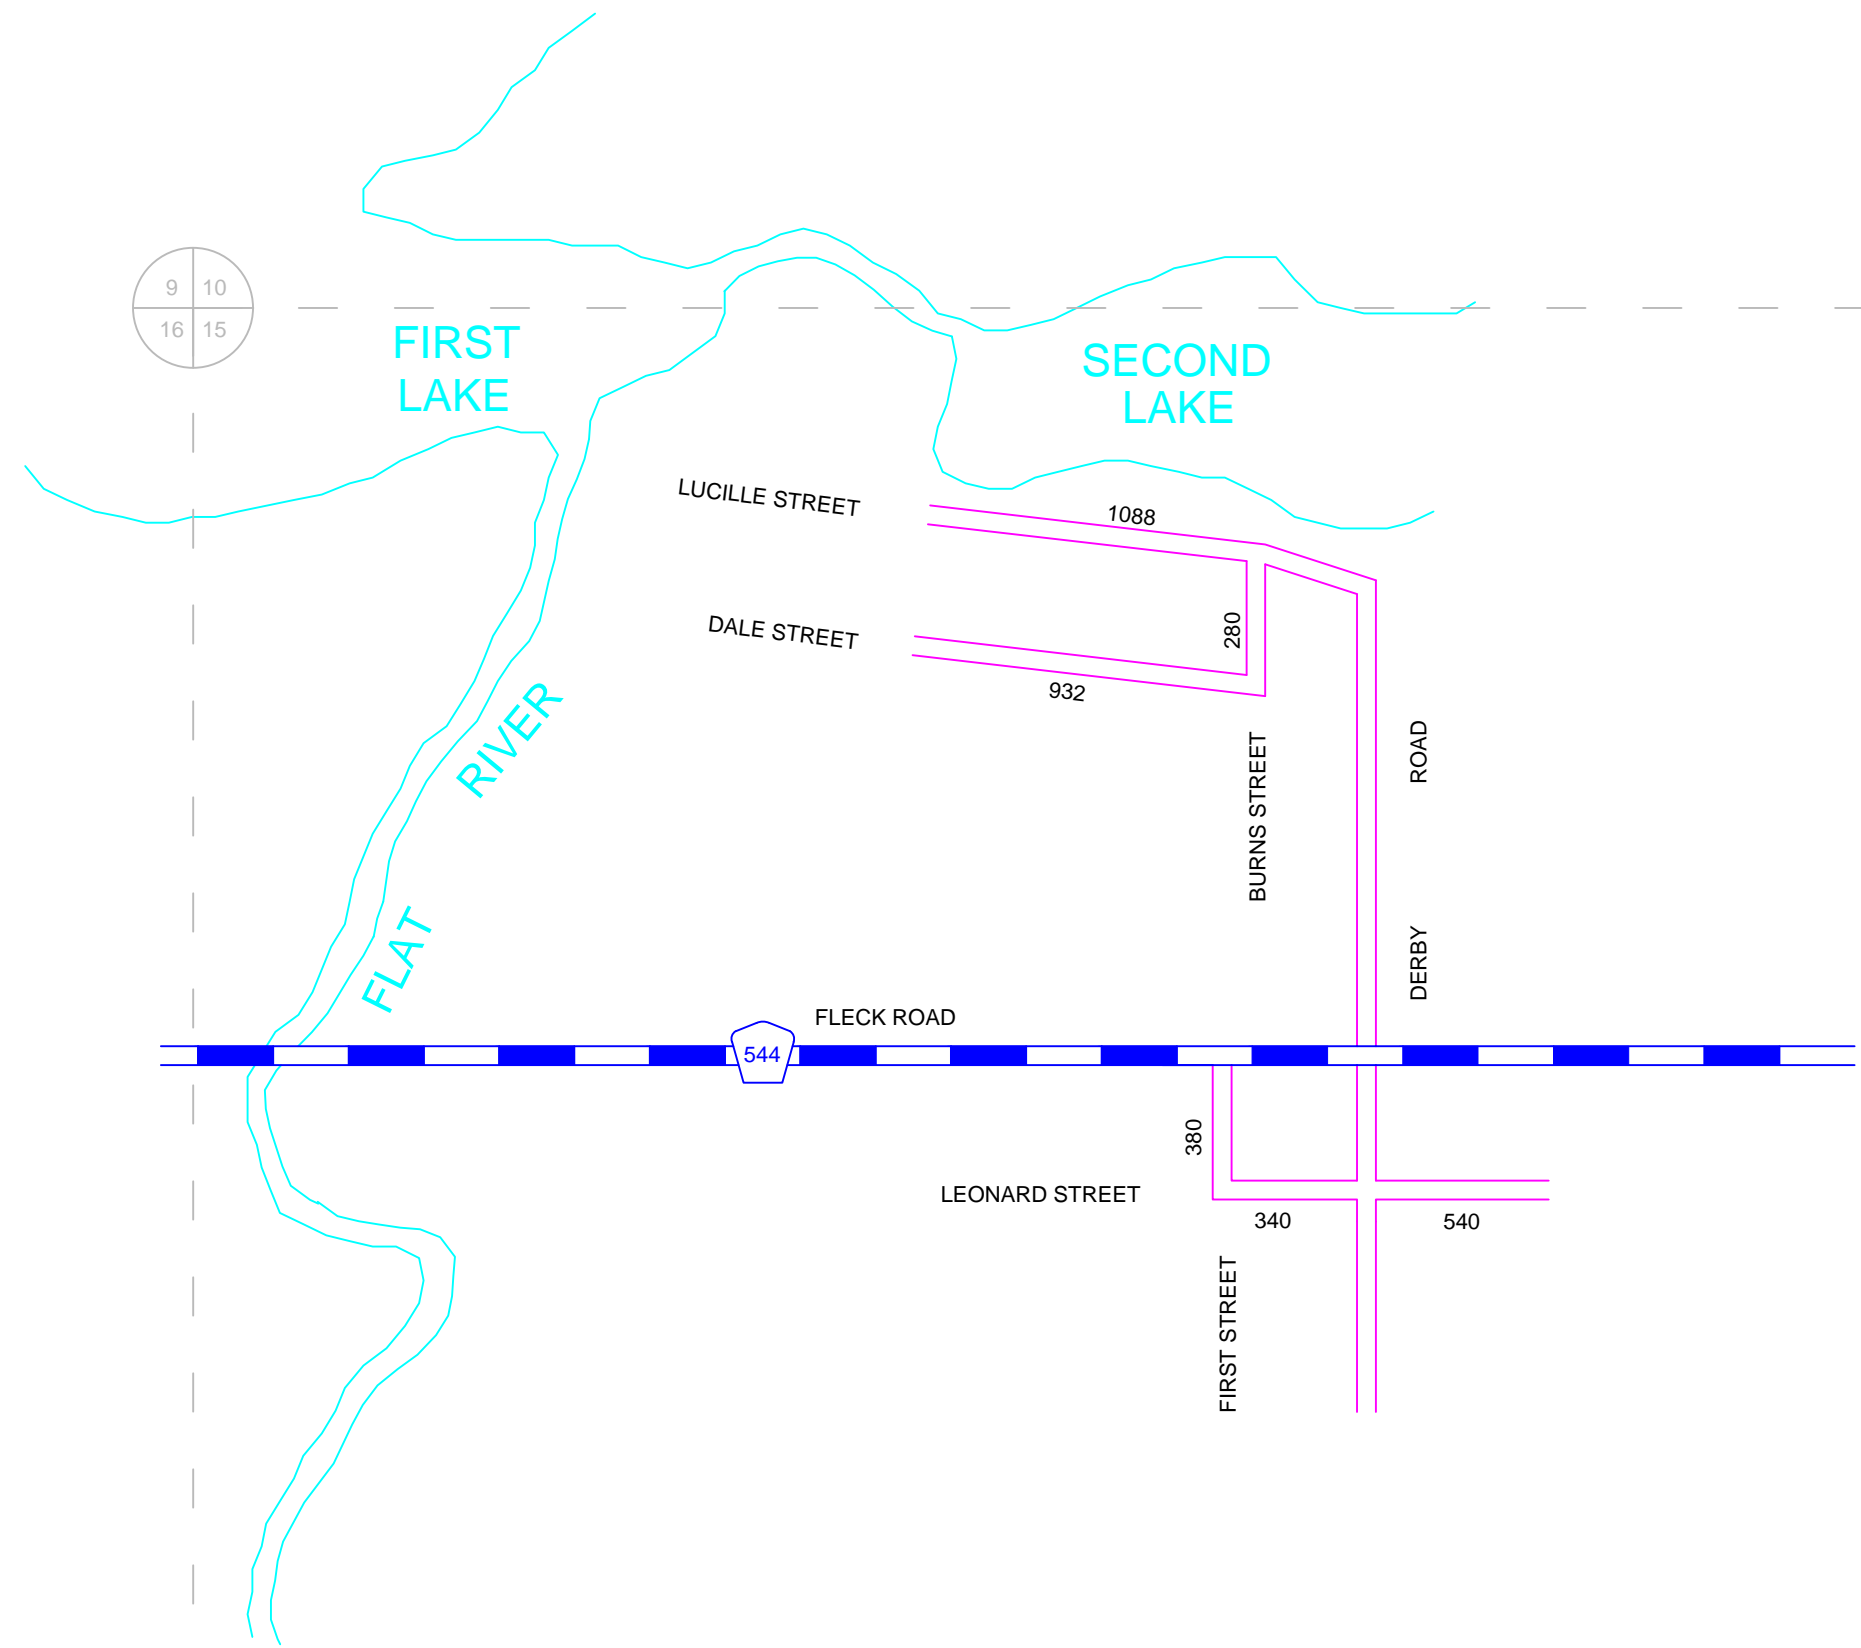 9 10
16 15
FIRST
LAKE
SECOND
LAKE
LUCILLE STREET
1088
DALE STREET
280
932
RIVER
FLAT
BURNS STREET
ROAD
DERBY
FLECK ROAD
544
380
LEONARD STREET
340
540
FIRST STREET